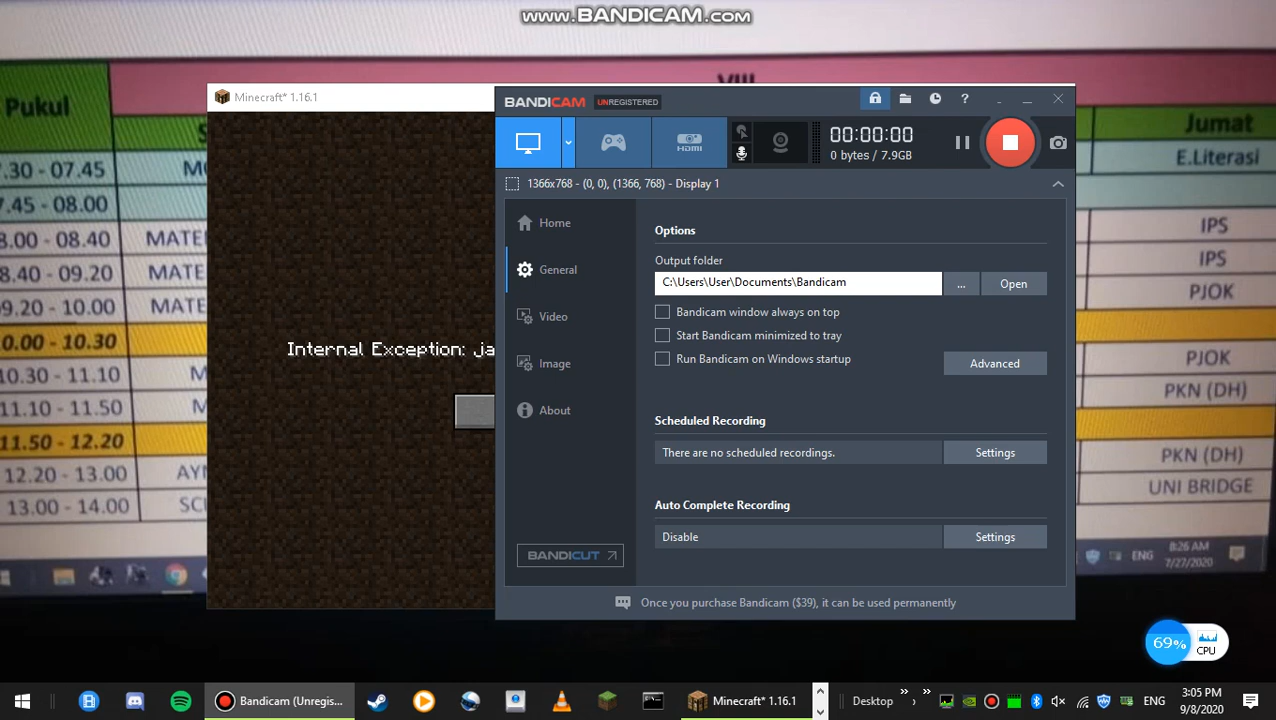 www.BANDICAM.com
VIII
Pukul
Jumat
Minecraft* 1.16.1
BANDICAM UNREGISTERED
00:00:00
0 bytes / 7.9GB
HDMI
1366x768 - (0, 0), (1366, 768) - Display 1
Home
General
Video
Image
About
BANDICUT
Options
Output folder
C:\Users\User\Documents\Bandicam
...
Open
Bandicam window always on top
Start Bandicam minimized to tray
Run Bandicam on Windows startup
Advanced
Scheduled Recording
There are no scheduled recordings.
Settings
Auto Complete Recording
Disable
Settings
Once you purchase Bandicam ($39), it can be used permanently
Internal Exception: ja
7.30 - 07.45
E.Literasi
7.45 - 08.00
8.00 - 08.40 MATE
IPS
8.40 - 09.20 MATE
IPS
9.20 - 10.00
PJOK
0.00 - 10.30
10.30 - 11.10
PJOK
11.10 - 11.50
PKN (DH)
11.50 - 12.20
12.20 - 13.00 AYN
PKN (DH)
13.00 - 14.00
UNI BRIDGE
ENG
8:26 AM
7/27/2020
69%
CPU
Bandicam (Unregis...
Minecraft* 1.16.1
Desktop
ENG
3:05 PM
9/8/2020